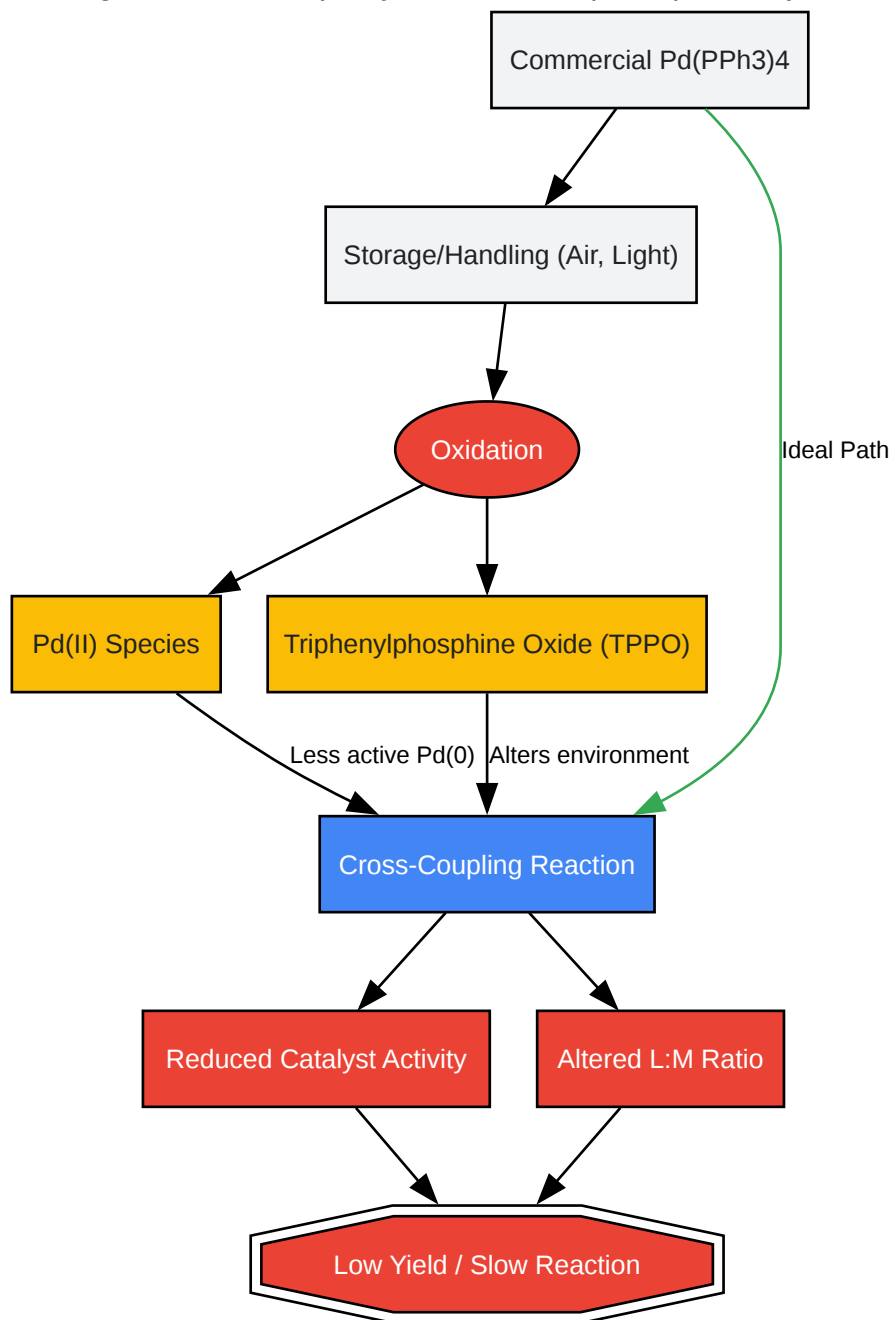 Commercial Pd(PPh3)4
Storage/Handling (Air, Light)
Oxidation
Ideal Path
Pd(II) Species
Triphenylphosphine Oxide (TPPO)
Less active Pd(0)
Alters environment
Cross-Coupling Reaction
Reduced Catalyst Activity
Altered L:M Ratio
Low Yield / Slow Reaction